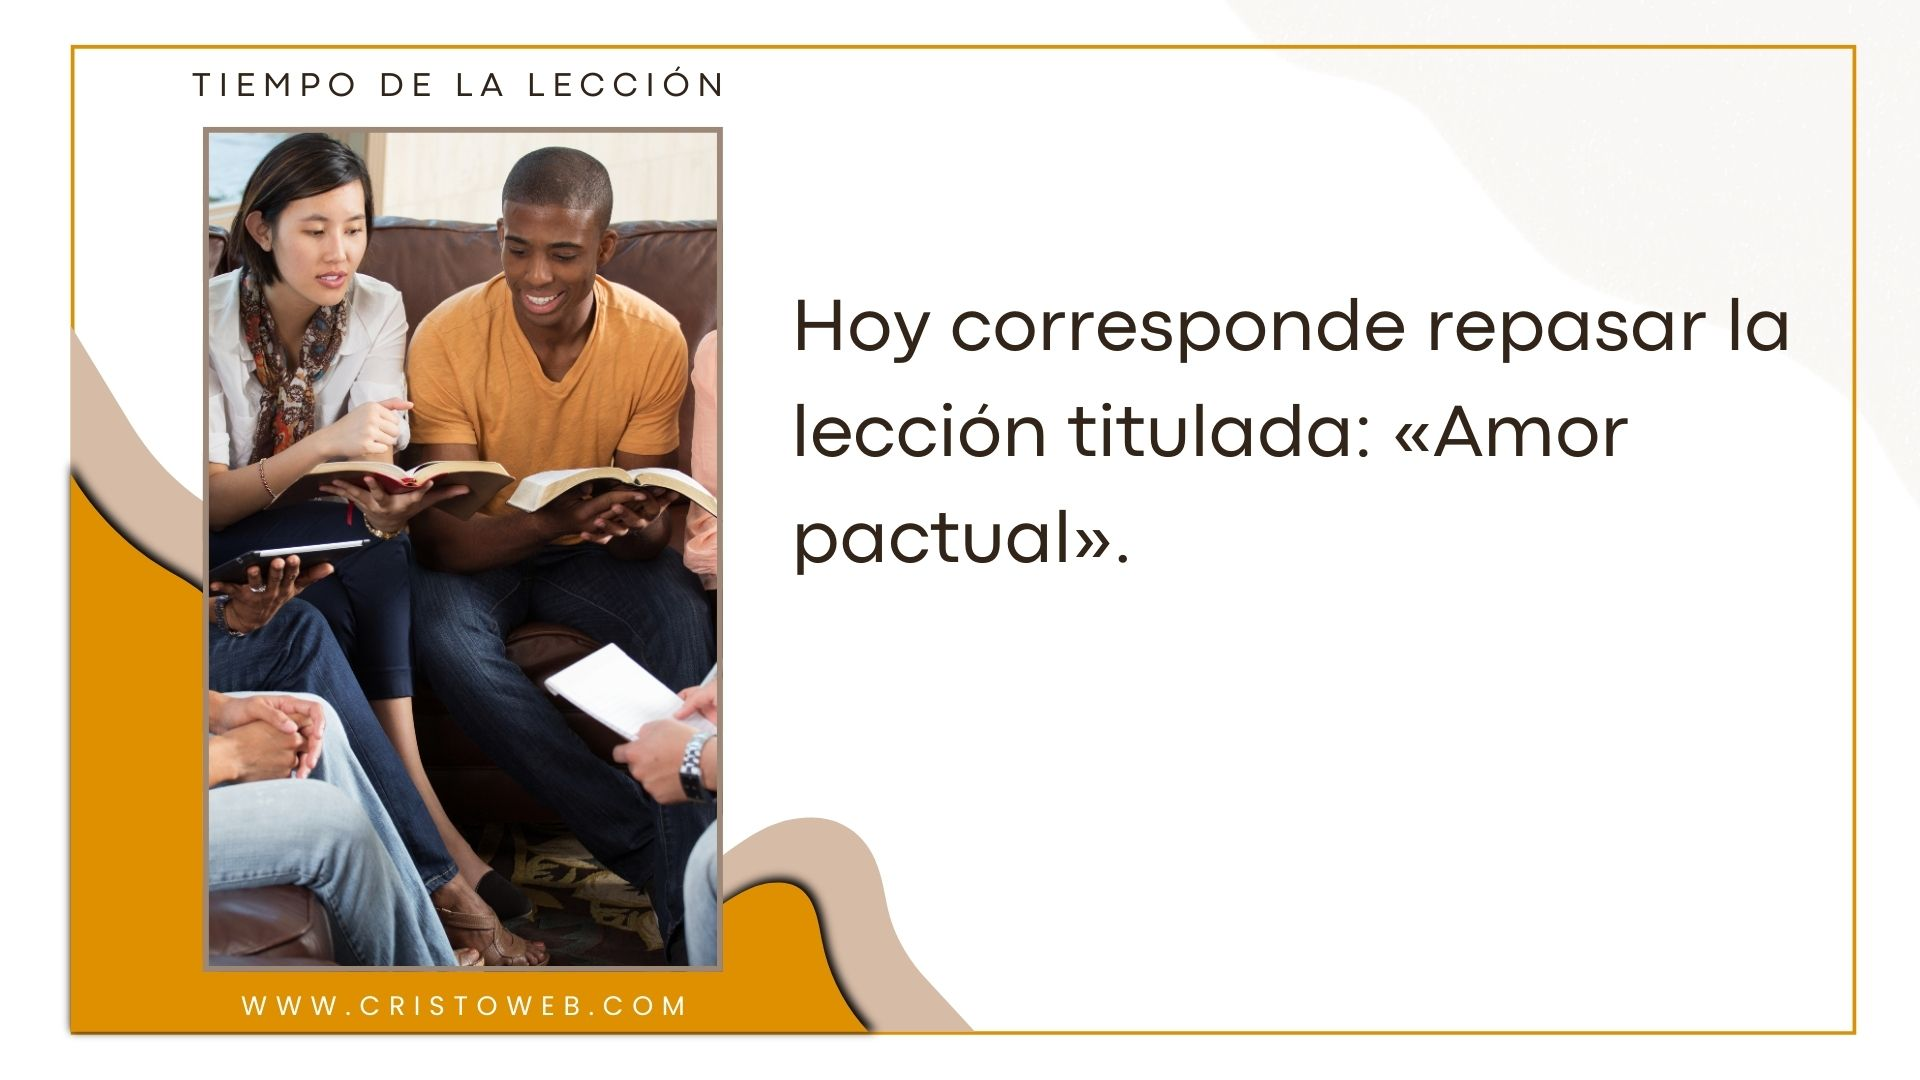 TIEMPO DE LA LECCIÓN
Hoy corresponde repasar la
lección titulada: «Amor
pactual».
WWW.CRISTOWEB.COM